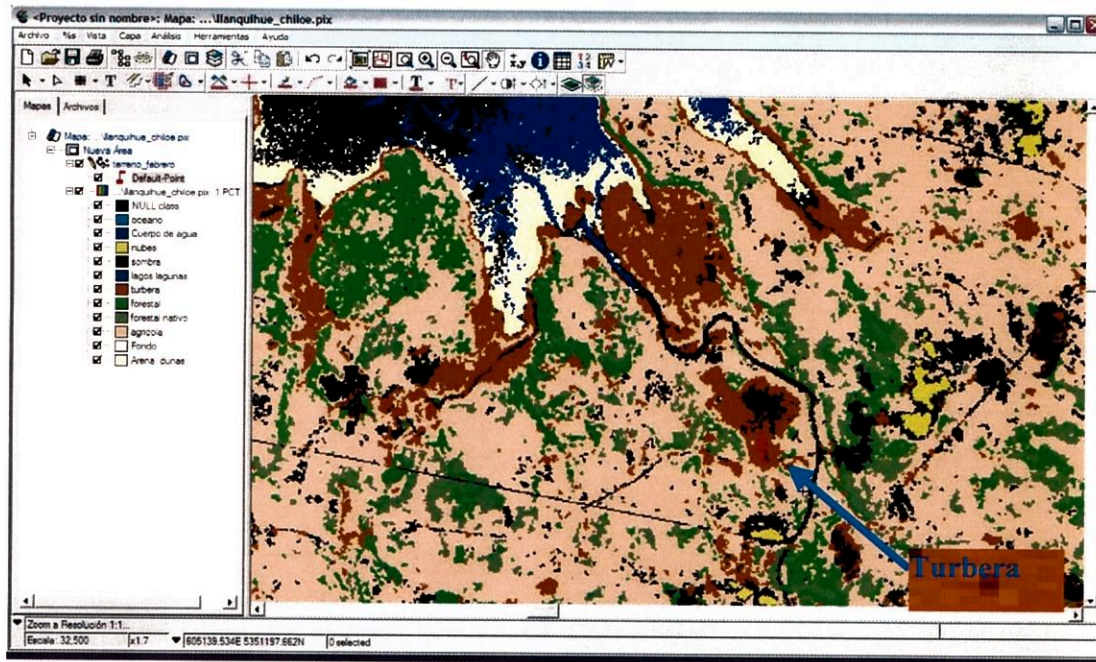 <Proyecto sin nombre>: Mapa: ...\llanquihue_chiloe.pix
Archivo %s Vista Capa Análisis Herramientas Ayuda
Mapas Archivos
Mapa: ...\llanquihue_chiloe.pix
Nueva Área
terreno_febrero
Default-Point
...\llanquihue_chiloe.pix 1 PCT
NULL class
oceano
Cuerpo de agua
nubes
sombra
lagos lagunas
turbera
forestal
forestal nativo
agricola
Fondo
Arena dunas
Turbera
Zoom a Resolución 1:1...
Escala: 32,500 x1.7 605139.534E 5351197.662N 0 selected